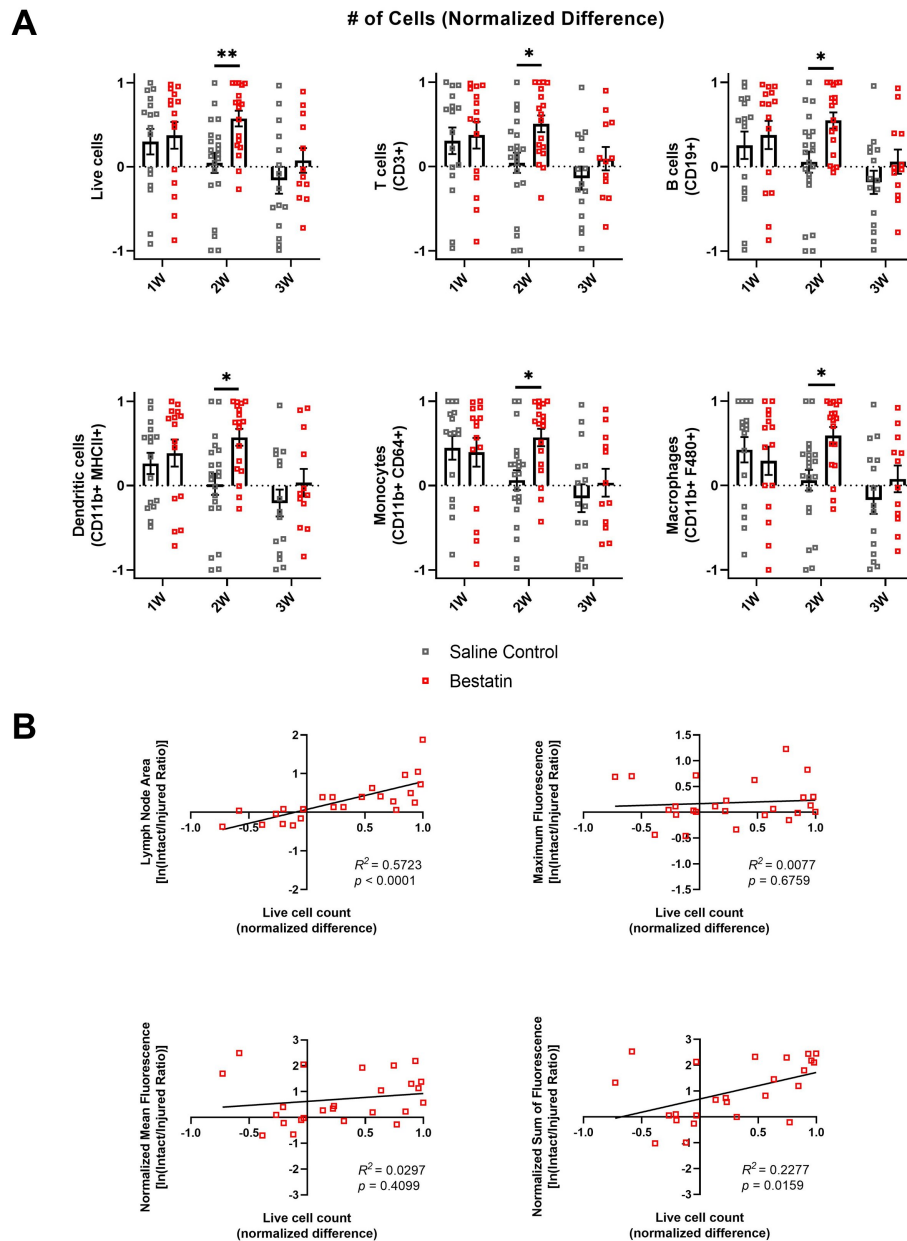 A
# of Cells (Normalized Difference)
Live cells
1
0
-1
**
1W
2W
3W
T cells
(CD3+)
1
0
-1
*
1W
2W
3W
B cells
(CD19+)
1
0
-1
*
1W
2W
3W
Dendritic cells
(CD11b+ MHCII+)
1
0
-1
*
1W
2W
3W
Monocytes
(CD11b+ CD64+)
1
0
-1
*
1W
2W
3W
Macrophages
(CD11b+ F480+)
1
0
-1
*
1W
2W
3W
Saline Control
Bestatin
B
Lymph Node Area
[ln(Intact/Injured Ratio)]
2
1
-1
-2
-1.0
-0.5
0.5
1.0
R² = 0.5723
p < 0.0001
Live cell count
(normalized difference)
Maximum Fluorescence
[ln(Intact/Injured Ratio)]
1.5
1.0
0.5
-0.5
-1.0
-1.5
-1.0
-0.5
0.5
1.0
R² = 0.0077
p = 0.6759
Live cell count
(normalized difference)
Normalized Mean Fluorescence
[ln(Intact/Injured Ratio)]
3
2
1
-1
-2
-3
-1.0
-0.5
0.5
1.0
R² = 0.0297
p = 0.4099
Live cell count
(normalized difference)
Normalized Sum of Fluorescence
[ln(Intact/Injured Ratio)]
3
2
1
-1
-2
-3
-1.0
-0.5
0.5
1.0
R² = 0.2277
p = 0.0159
Live cell count
(normalized difference)